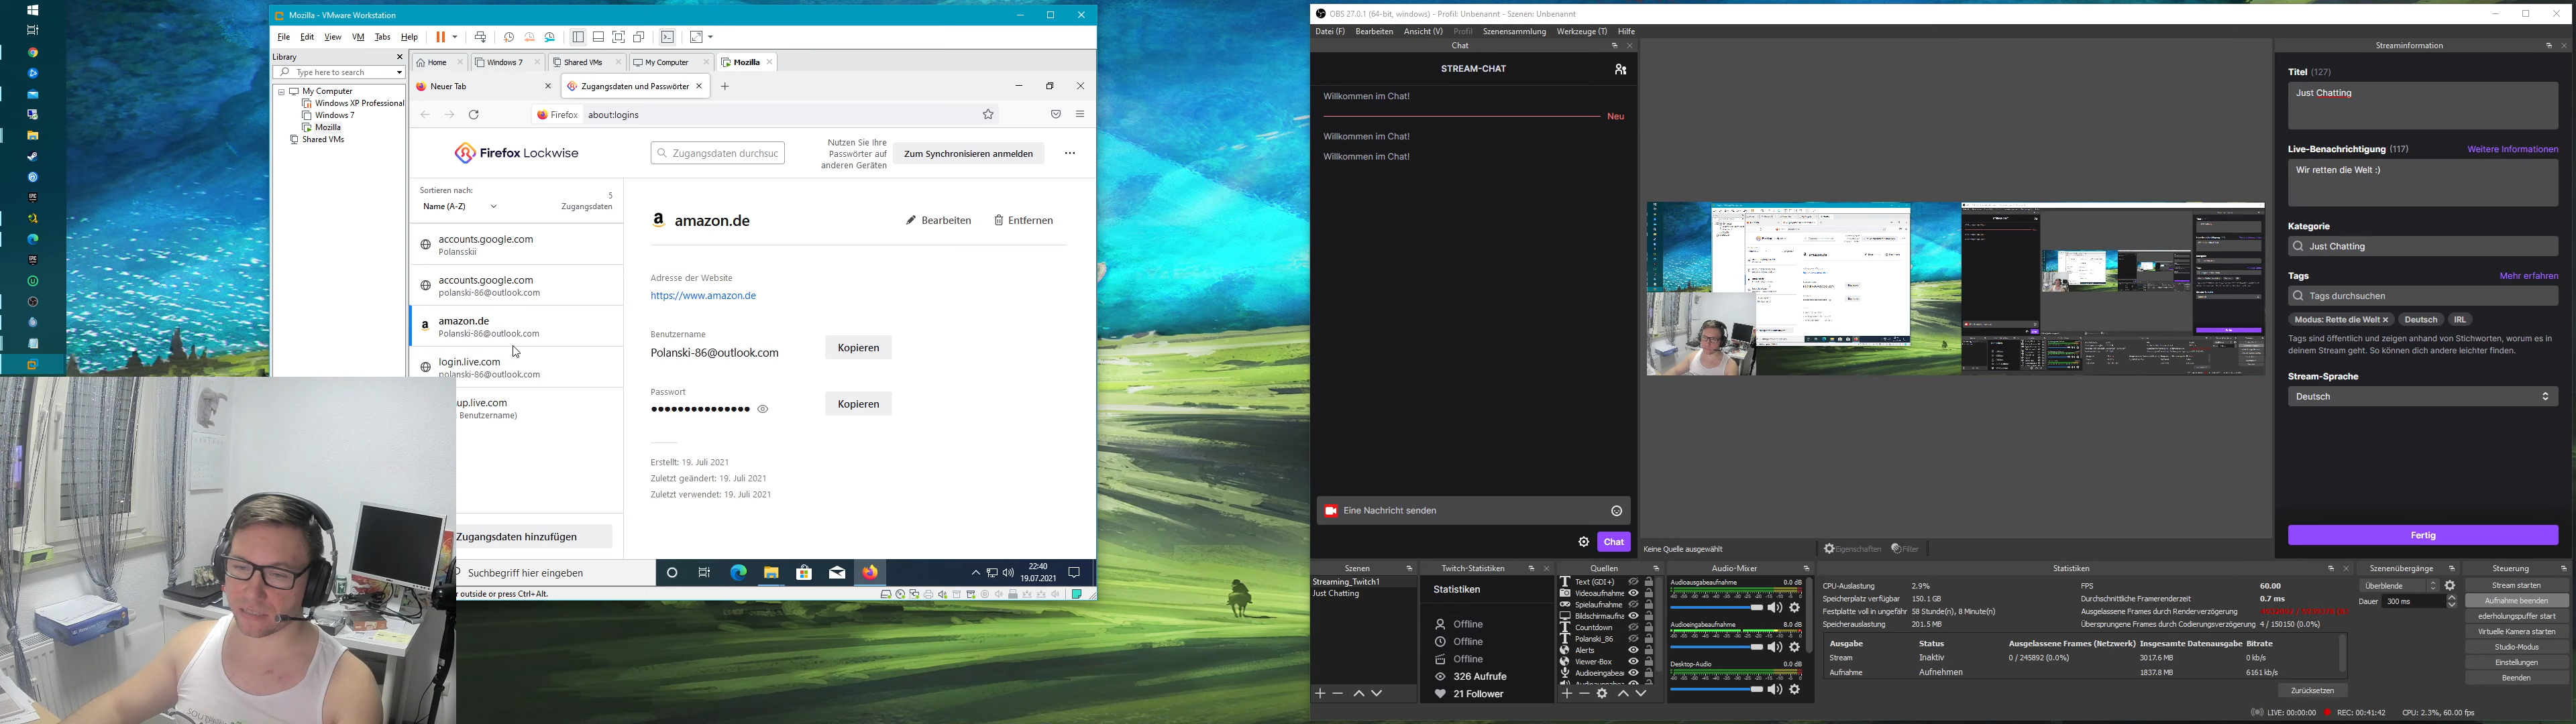 Mozilla - VMware Workstation
File Edit View VM Tabs Help
Library
Type here to search
My Computer
Windows XP Professional
Windows 7
Mozilla
Shared VMs
Home Windows 7 Shared VMs My Computer Mozilla
Neuer Tab
Zugangsdaten und Passwörter
Firefox about:logins
Firefox Lockwise
Zugangsdaten durchsuc
Nutzen Sie Ihre
Passwörter auf
anderen Geräten
Zum Synchronisieren anmelden
Sortieren nach:
Name (A-Z)
5
Zugangsdaten
accounts.google.com
Polansskii
accounts.google.com
polanski-86@outlook.com
amazon.de
Polanski-86@outlook.com
login.live.com
polanski-86@outlook.com
up.live.com
Benutzername)
Zugangsdaten hinzufügen
amazon.de
Bearbeiten
Entfernen
Adresse der Website
https://www.amazon.de
Benutzername
Polanski-86@outlook.com
Kopieren
Passwort
Kopieren
Erstellt: 19. Juli 2021
Zuletzt geändert: 19. Juli 2021
Zuletzt verwendet: 19. Juli 2021
Suchbegriff hier eingeben
22:40
19.07.2021
r outside or press Ctrl+Alt.
OBS 27.0.1 (64-bit, windows) - Profil: Unbenannt - Szenen: Unbenannt
Datei (F) Bearbeiten Ansicht (V) Profil Szenensammlung Werkzeuge (T) Hilfe
Chat
STREAM-CHAT
Willkommen im Chat!
Neu
Willkommen im Chat!
Willkommen im Chat!
Eine Nachricht senden
Chat
Keine Quelle ausgewählt
Eigenschaften
Filter
Streaminformation
Titel (127)
Just Chatting
Live-Benachrichtigung (117)
Weitere Informationen
Wir retten die Welt :)
Kategorie
Just Chatting
Tags
Mehr erfahren
Tags durchsuchen
Modus: Rette die Welt
Deutsch
IRL
Tags sind öffentlich und zeigen anhand von Stichworten, worum es in
deinem Stream geht. So können dich andere leichter finden.
Stream-Sprache
Deutsch
Fertig
Szenen
Streaming_Twitch1
Just Chatting
Twitch-Statistiken
Statistiken
Offline
Offline
Offline
326 Aufrufe
21 Follower
Quellen
Text (GDI+)
Videoaufnahme
Spielaufnahme
Bildschirmaufna
Countdown
Polanski_86
Alerts
Viewer-Box
Audioeingabea
Audio-Mixer
Audioausgabeaufnahme 0.0 dB
Audioeingabeaufnahme 8.0 dB
Desktop-Audio 0.0 dB
Statistiken
CPU-Auslastung 2.9%
Speicherplatz verfügbar 150.1 GB
Festplatte voll in ungefähr 58 Stunde(n), 8 Minute(n)
Speicherauslastung 201.5 MB
FPS 60.00
Durchschnittliche Framerenderzeit 0.7 ms
Ausgelassene Frames durch Renderverzögerung
Übersprungene Frames durch Codierungsverzögerung 4 / 150150 (0.0%)
Ausgabe Status Ausgelassene Frames (Netzwerk) Insgesamte Datenausgabe Bitrate
Stream Inaktiv 0 / 245892 (0.0%) 3017.6 MB 0 kb/s
Aufnahme Aufnehmen 1837.8 MB 6161 kb/s
Zurücksetzen
Szenenübergänge
Überblende
Dauer 300 ms
Steuerung
Stream starten
Aufnahme beenden
ederholungspuffer start
Virtuelle Kamera starten
Studio-Modus
Einstellungen
Beenden
LIVE: 00:00:00 REC: 00:41:42 CPU: 2.3%, 60.00 fps